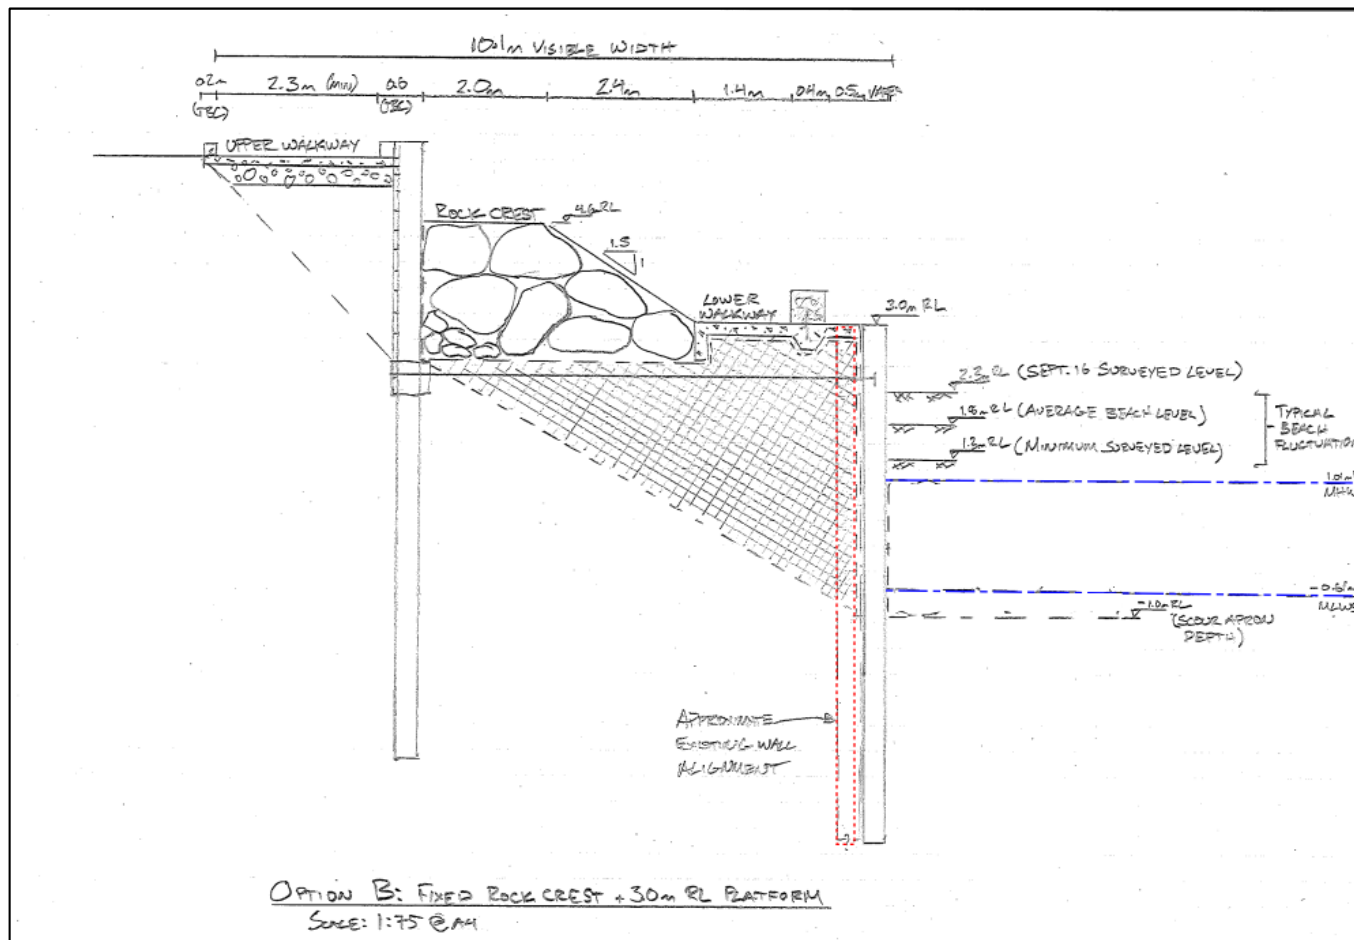 10.1m VISIBLE WIDTH
0.2m 2.3m (MIN) 0.6 2.0m 2.4m 1.4m 0.4m 0.5m
(TBC) (TBC)
UPPER WALKWAY
ROCK CREST
4.6 RL
1.5
1
LOWER
WALKWAY
3.0m RL
2.3m RL (SEPT. 16 SURVEYED LEVEL)
1.8m RL (AVERAGE BEACH LEVEL)
1.3m RL (MINIMUM SURVEYED LEVEL)
TYPICAL
BEACH
FLUCTUATION
-1.0m RL
(SCOUR APRON
DEPTH)
APPROXIMATE
EXISTING WALL
ALIGNMENT
OPTION B: FIXED ROCK CREST + 3.0m RL PLATFORM
SCALE: 1:75 @ A4